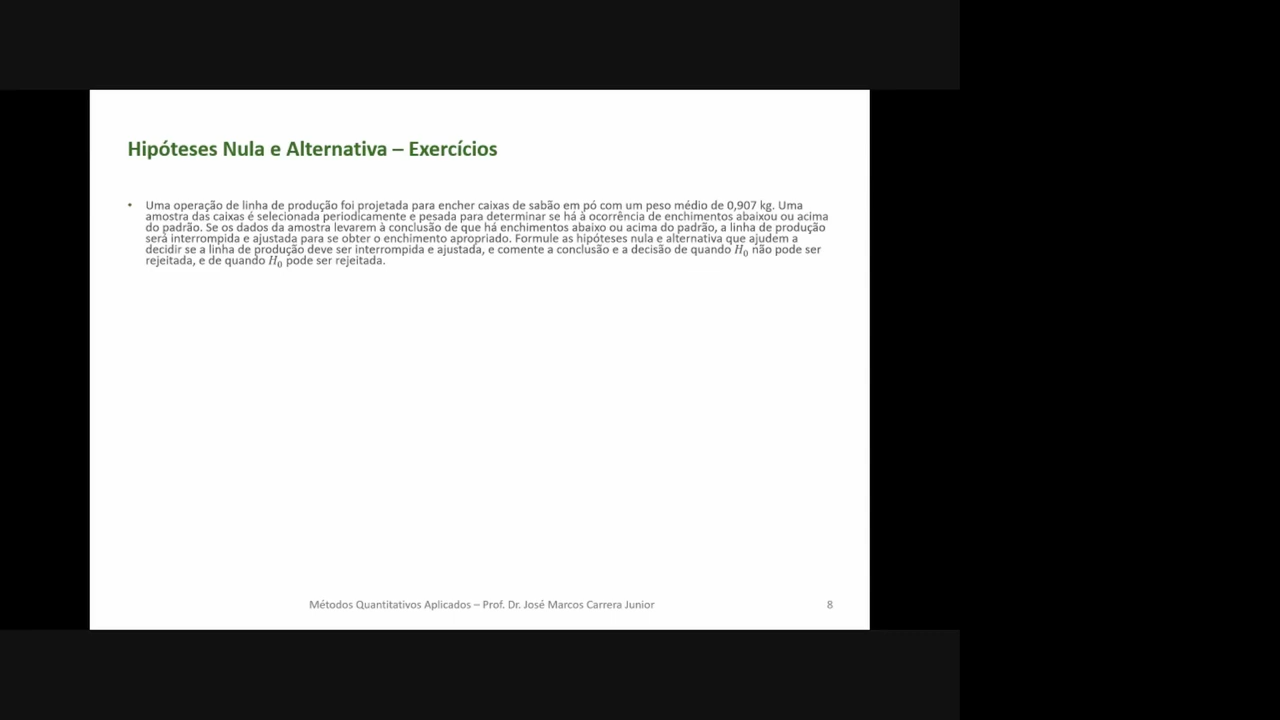 Hipóteses Nula e Alternativa – Exercícios
• Uma operação de linha de produção foi projetada para encher caixas de sabão em pó com um peso médio de 0,907 kg. Uma
amostra das caixas é selecionada periodicamente e pesada para determinar se há à ocorrência de enchimentos abaixou ou acima
do padrão. Se os dados da amostra levarem à conclusão de que há enchimentos abaixo ou acima do padrão, a linha de produção
será interrompida e ajustada para se obter o enchimento apropriado. Formule as hipóteses nula e alternativa que ajudem a
decidir se a linha de produção deve ser interrompida e ajustada, e comente a conclusão e a decisão de quando H₀ não pode ser
rejeitada, e de quando H₀ pode ser rejeitada.
Métodos Quantitativos Aplicados – Prof. Dr. José Marcos Carrera Junior
8